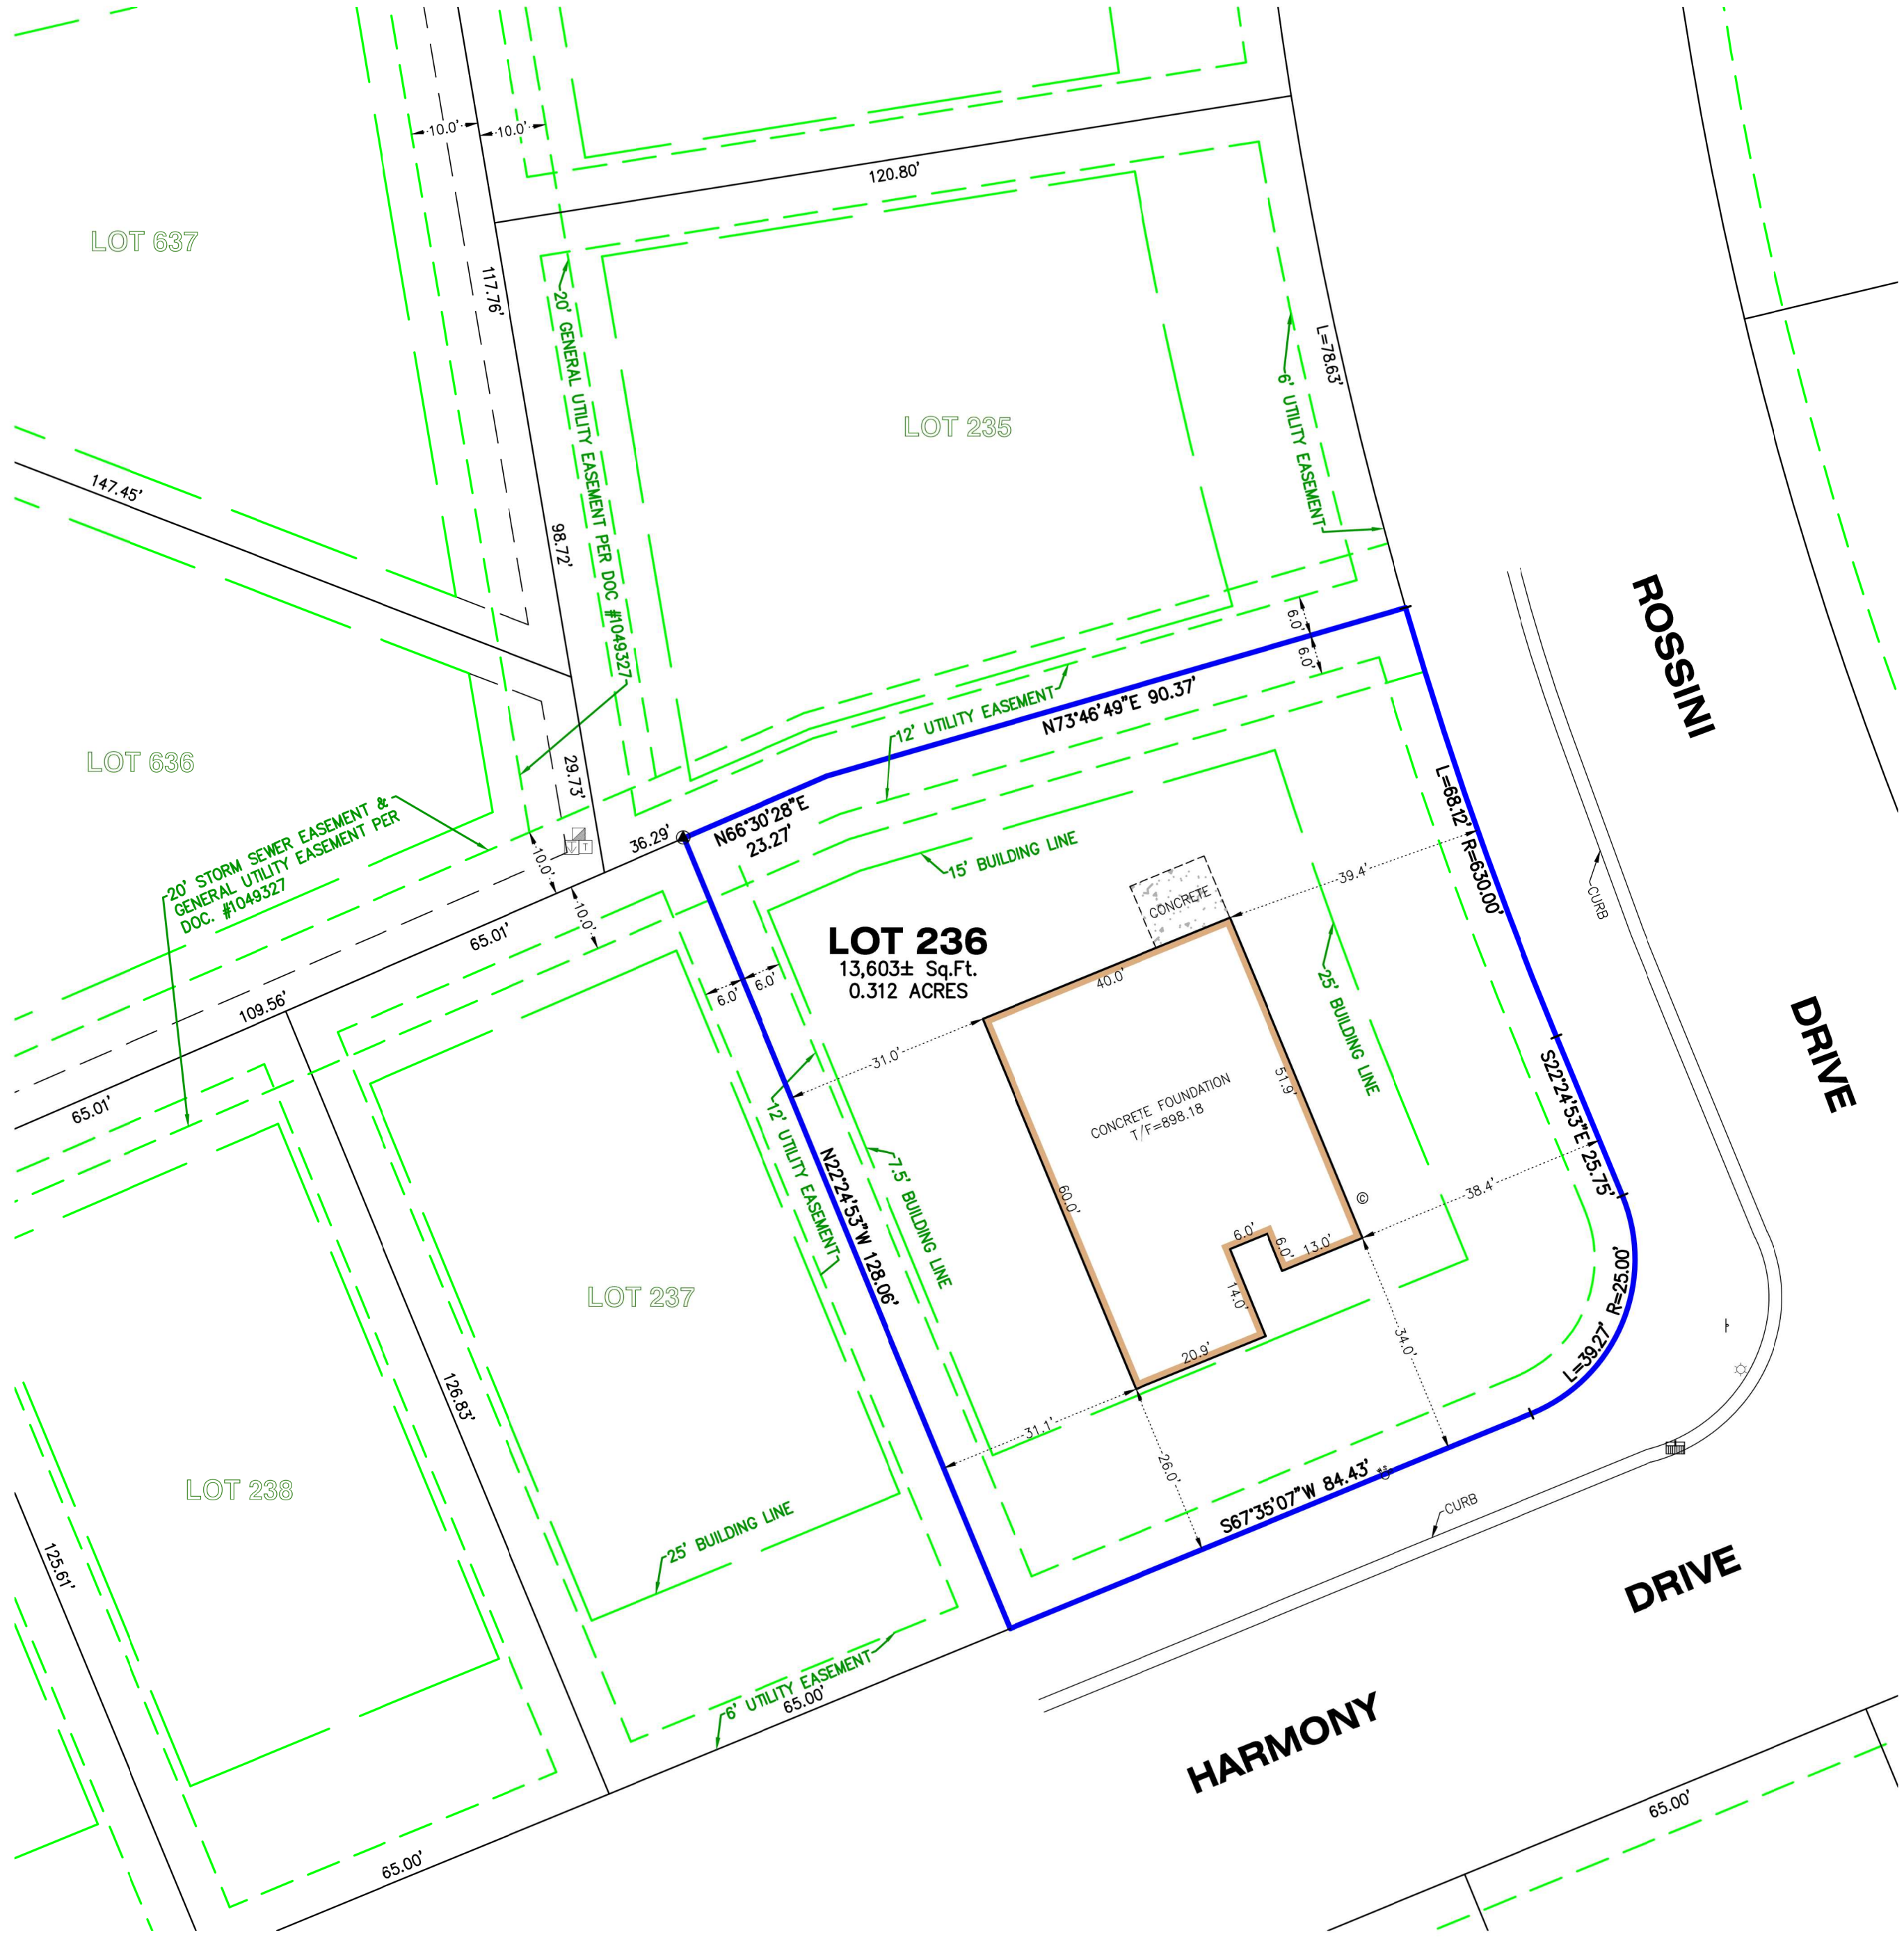 10.0'
10.0'
120.80'
LOT 637
117.76'
20' GENERAL UTILITY EASEMENT PER DOC #1049327
L=78.63'
6' UTILITY EASEMENT
LOT 235
147.45'
98.72'
ROSSINI
DRIVE
6.0'
6.0'
12' UTILITY EASEMENT
N73°46'49"E 90.37'
LOT 636
29.73'
36.29'
N66°30'28"E
23.27'
T
20' STORM SEWER EASEMENT &
GENERAL UTILITY EASEMENT PER
DOC. #1049327
10.0'
10.0'
15' BUILDING LINE
L=68.12' R=630.00'
39.4'
CURB
CONCRETE
65.01'
LOT 236
13,603± Sq.Ft.
0.312 ACRES
6.0'
6.0'
40.0'
25' BUILDING LINE
109.56'
65.01'
31.0'
51.9'
CONCRETE FOUNDATION
T/F=898.18
S22°24'53"E 25.75'
12' UTILITY EASEMENT
7.5' BUILDING LINE
N22°24'53"W 128.06'
60.0'
©
38.4'
6.0'
6.0'
13.0'
14.0'
20.9'
LOT 237
34.0'
L=39.27' R=25.00'
126.83'
31.1'
26.0'
S67°35'07"W 84.43'
CURB
LOT 238
25' BUILDING LINE
125.61'
6' UTILITY EASEMENT
65.00'
HARMONY
DRIVE
65.00'
65.00'